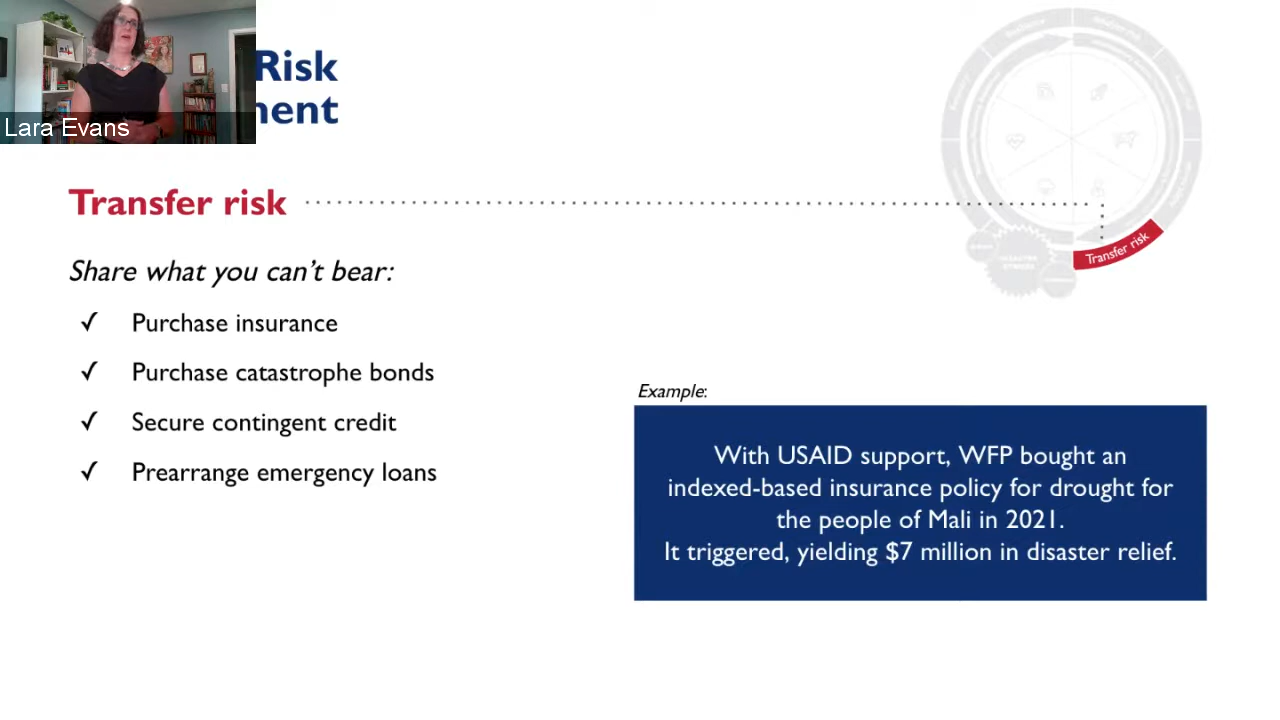 Risk
ment
Lara Evans
Transfer risk
Share what you can't bear:
✓ Purchase insurance
✓ Purchase catastrophe bonds
✓ Secure contingent credit
✓ Prearrange emergency loans
Transfer risk
Example:
With USAID support, WFP bought an
indexed-based insurance policy for drought for
the people of Mali in 2021.
It triggered, yielding $7 million in disaster relief.